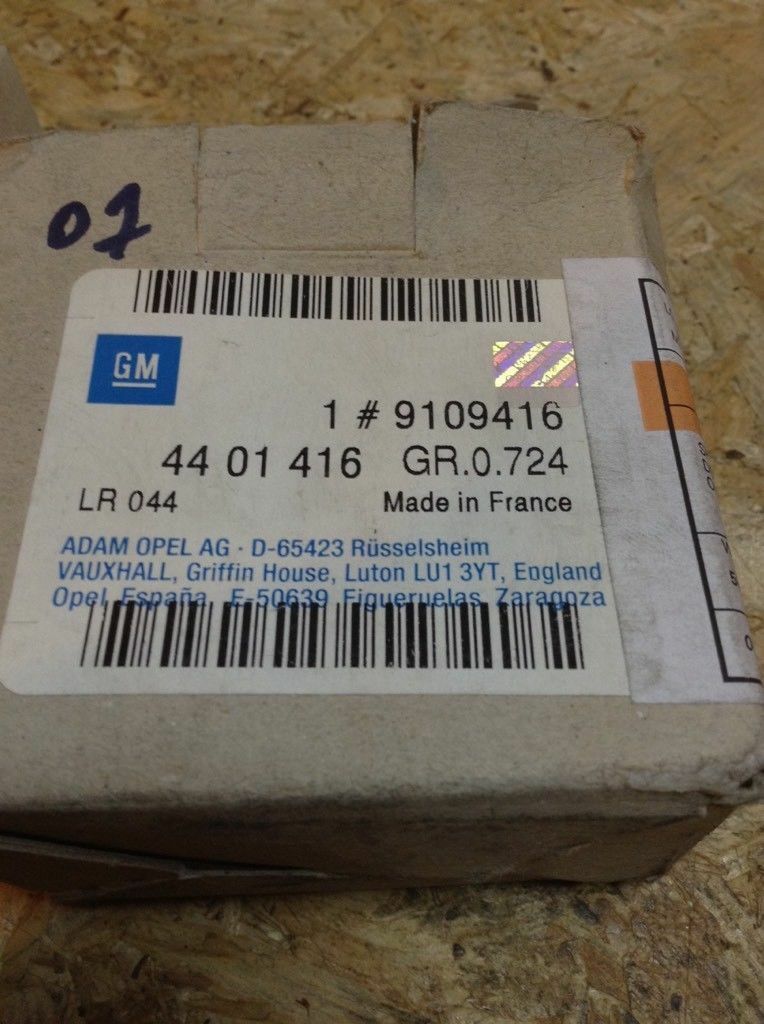 07
GM
1 # 9109416
44 01 416 GR.0.724
LR 044 Made in France
ADAM OPEL AG · D-65423 Rüsselsheim
VAUXHALL, Griffin House, Luton LU1 3YT, England
Opel España E-50639 Figueruelas Zaragoza